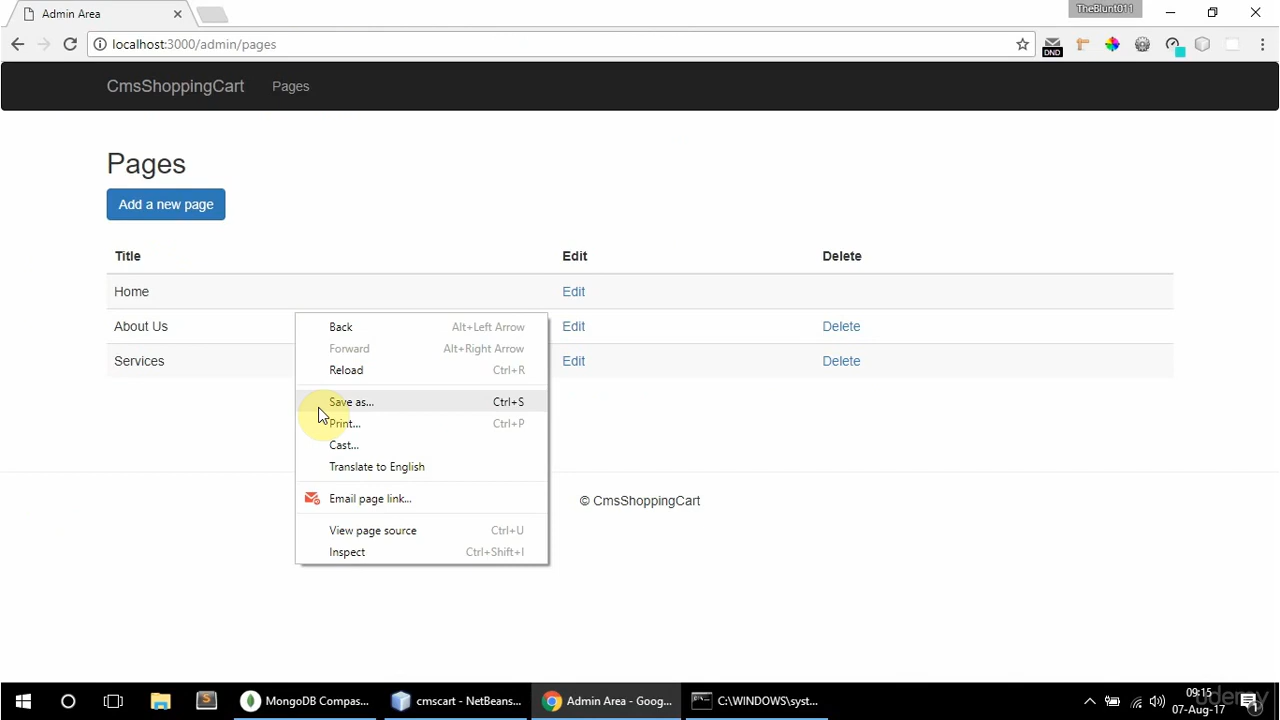 Admin Area
TheBlunt011
localhost:3000/admin/pages
DND
CmsShoppingCart Pages
Pages
Add a new page
Title Edit Delete
Home Edit
About Us Edit Delete
Services Edit Delete
Back Alt+Left Arrow
Forward Alt+Right Arrow
Reload Ctrl+R
Save as... Ctrl+S
Print... Ctrl+P
Cast...
Translate to English
Email page link...
View page source Ctrl+U
Inspect Ctrl+Shift+I
© CmsShoppingCart
MongoDB Compas...
cmscart - NetBeans...
Admin Area - Goog...
C:\WINDOWS\syst...
09:15
07-Aug-17
udemy
1